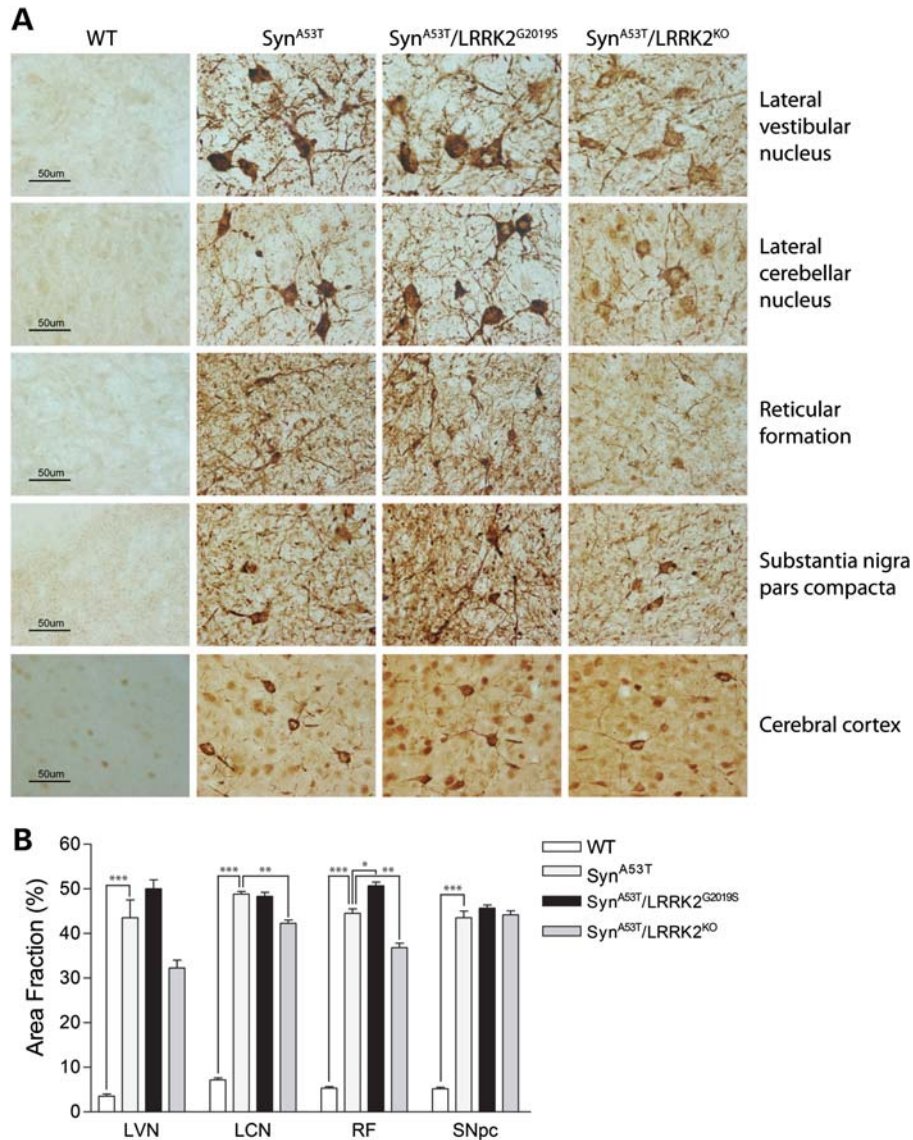 A
WT
Syn^A53T
Syn^A53T/LRRK2^G2019S
Syn^A53T/LRRK2^KO
50um
Lateral
vestibular
nucleus
50um
Lateral
cerebellar
nucleus
50um
Reticular
formation
50um
Substantia nigra
pars compacta
50um
Cerebral cortex
B
Area Fraction (%)
60
50
40
30
20
10
0
***
*** **
*** * **
***
LVN LCN RF SNpc
WT
Syn^A53T
Syn^A53T/LRRK2^G2019S
Syn^A53T/LRRK2^KO